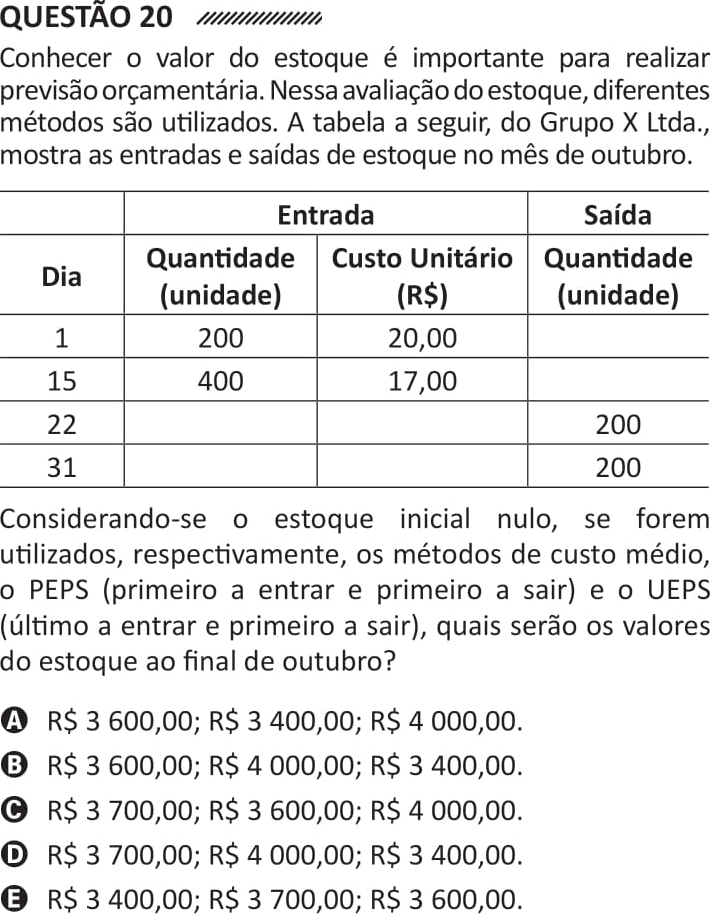 QUESTÃO 20
Conhecer o valor do estoque é importante para realizar
previsão orçamentária. Nessa avaliação do estoque, diferentes
métodos são utilizados. A tabela a seguir, do Grupo X Ltda.,
mostra as entradas e saídas de estoque no mês de outubro.
Entrada Saída
Dia Quantidade (unidade) Custo Unitário (R$) Quantidade (unidade)
1 200 20,00
15 400 17,00
22 200
31 200
Considerando-se o estoque inicial nulo, se forem
utilizados, respectivamente, os métodos de custo médio,
o PEPS (primeiro a entrar e primeiro a sair) e o UEPS
(último a entrar e primeiro a sair), quais serão os valores
do estoque ao final de outubro?
A R$ 3 600,00; R$ 3 400,00; R$ 4 000,00.
B R$ 3 600,00; R$ 4 000,00; R$ 3 400,00.
C R$ 3 700,00; R$ 3 600,00; R$ 4 000,00.
D R$ 3 700,00; R$ 4 000,00; R$ 3 400,00.
E R$ 3 400,00; R$ 3 700,00; R$ 3 600,00.